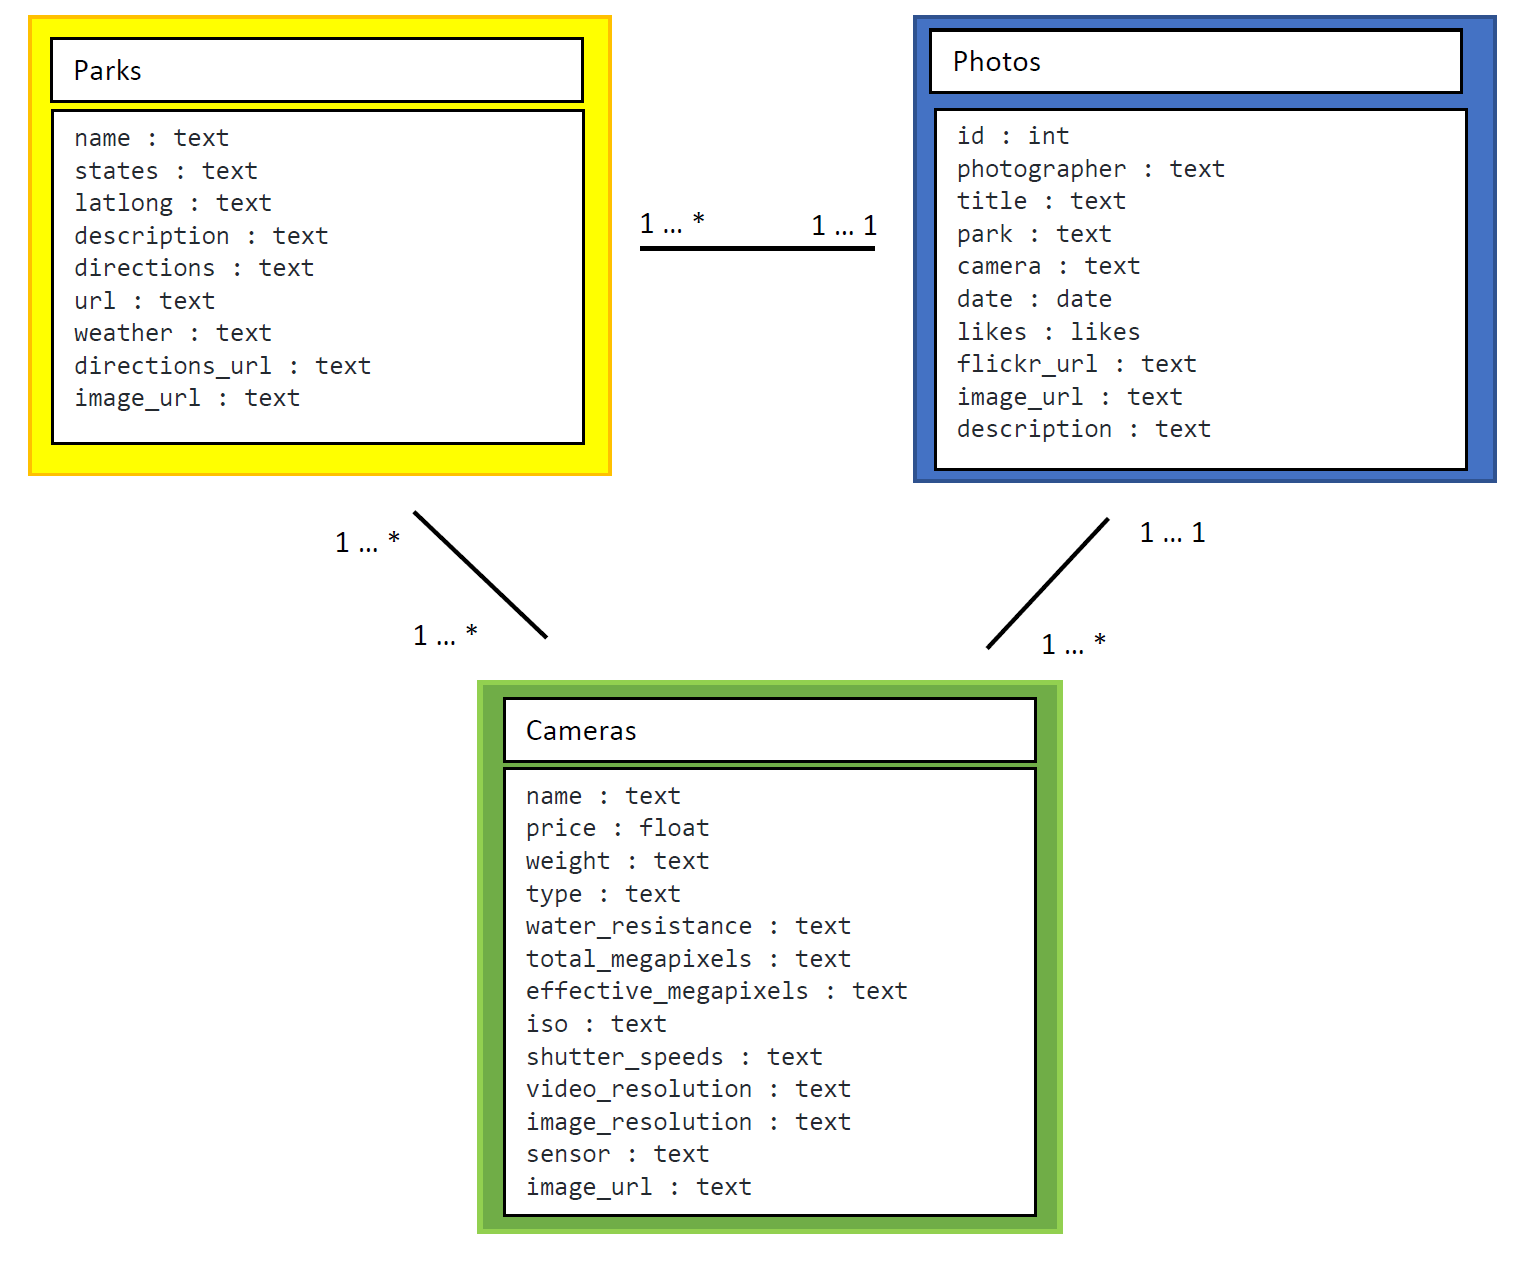 Parks
name : text
states : text
latlong : text
description : text
directions : text
url : text
weather : text
directions_url : text
image_url : text
1 ... *
1 ... 1
Photos
id : int
photographer : text
title : text
park : text
camera : text
date : date
likes : likes
flickr_url : text
image_url : text
description : text
1 ... *
1 ... *
1 ... 1
1 ... *
Cameras
name : text
price : float
weight : text
type : text
water_resistance : text
total_megapixels : text
effective_megapixels : text
iso : text
shutter_speeds : text
video_resolution : text
image_resolution : text
sensor : text
image_url : text